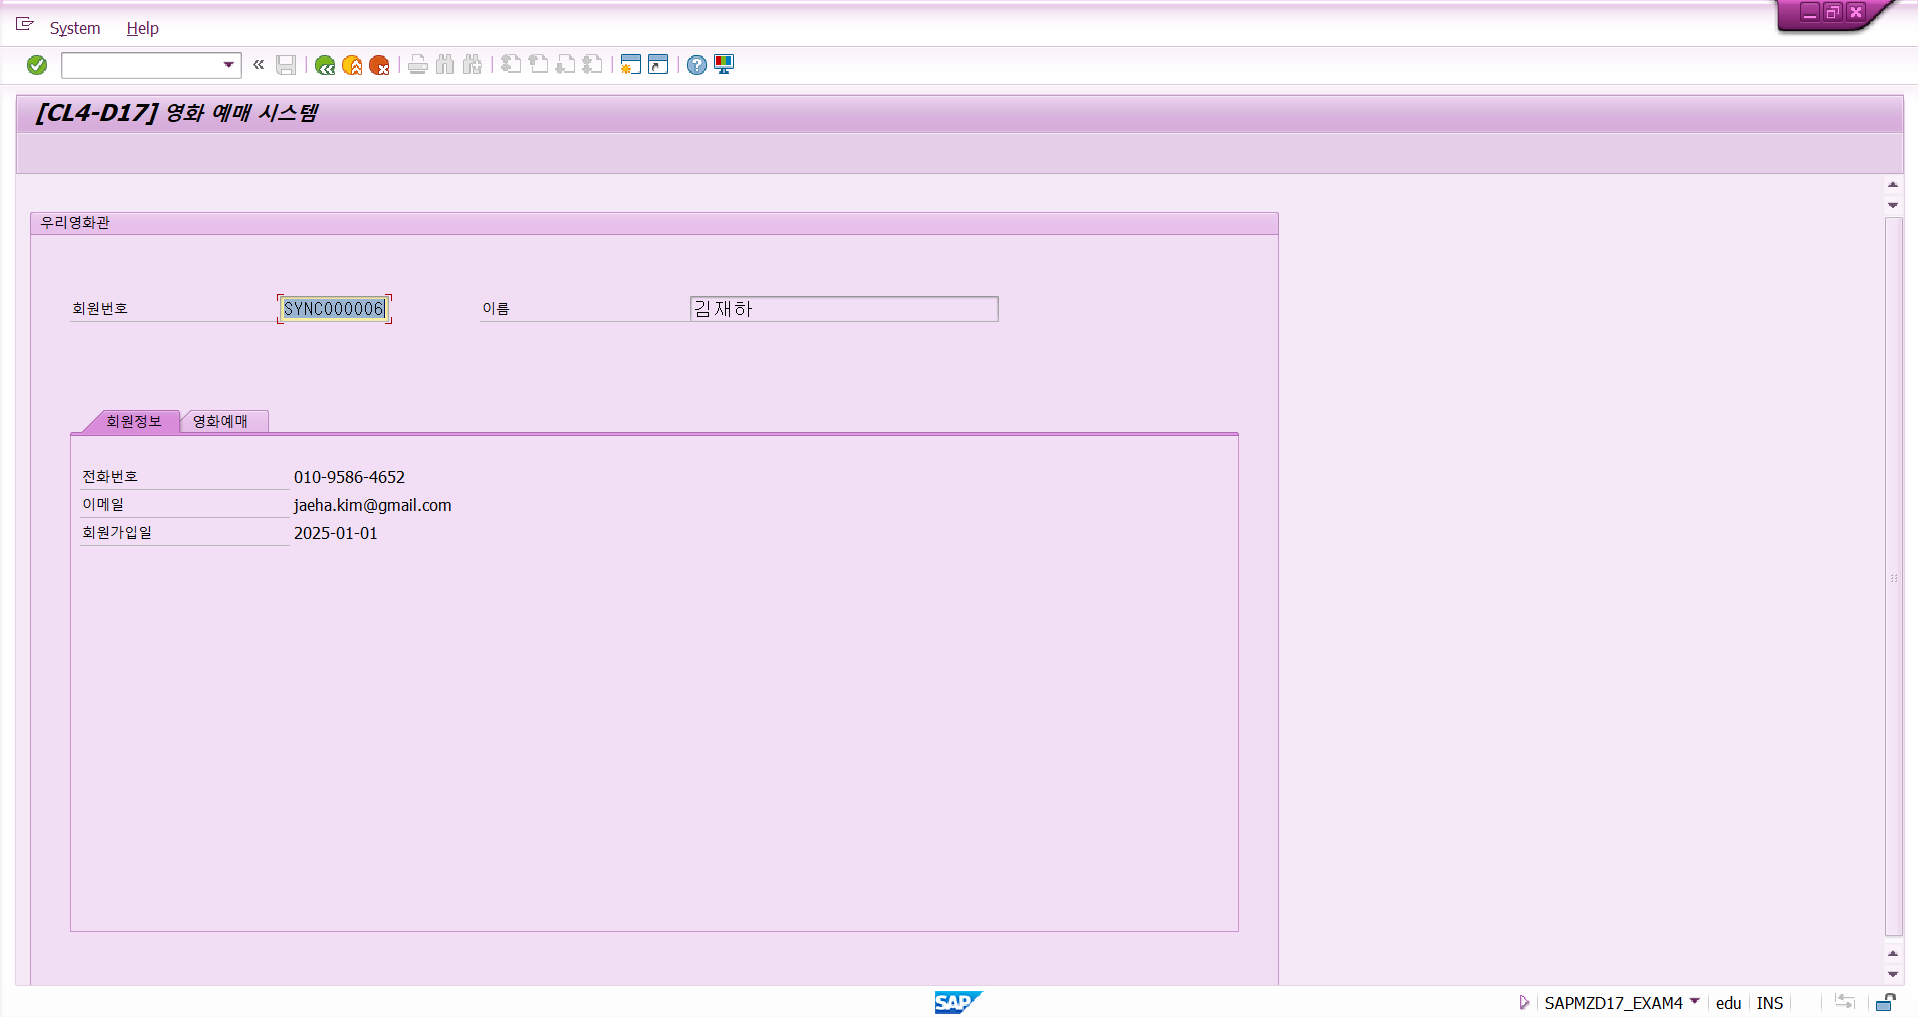 System Help
[CL4-D17] 영화 예매 시스템
우리영화관
회원번호 SYNC000006 이름 김재하
회원정보 영화예매
전화번호 010-9586-4652
이메일 jaeha.kim@gmail.com
회원가입일 2025-01-01
SAP SAPMZD17_EXAM4 edu INS